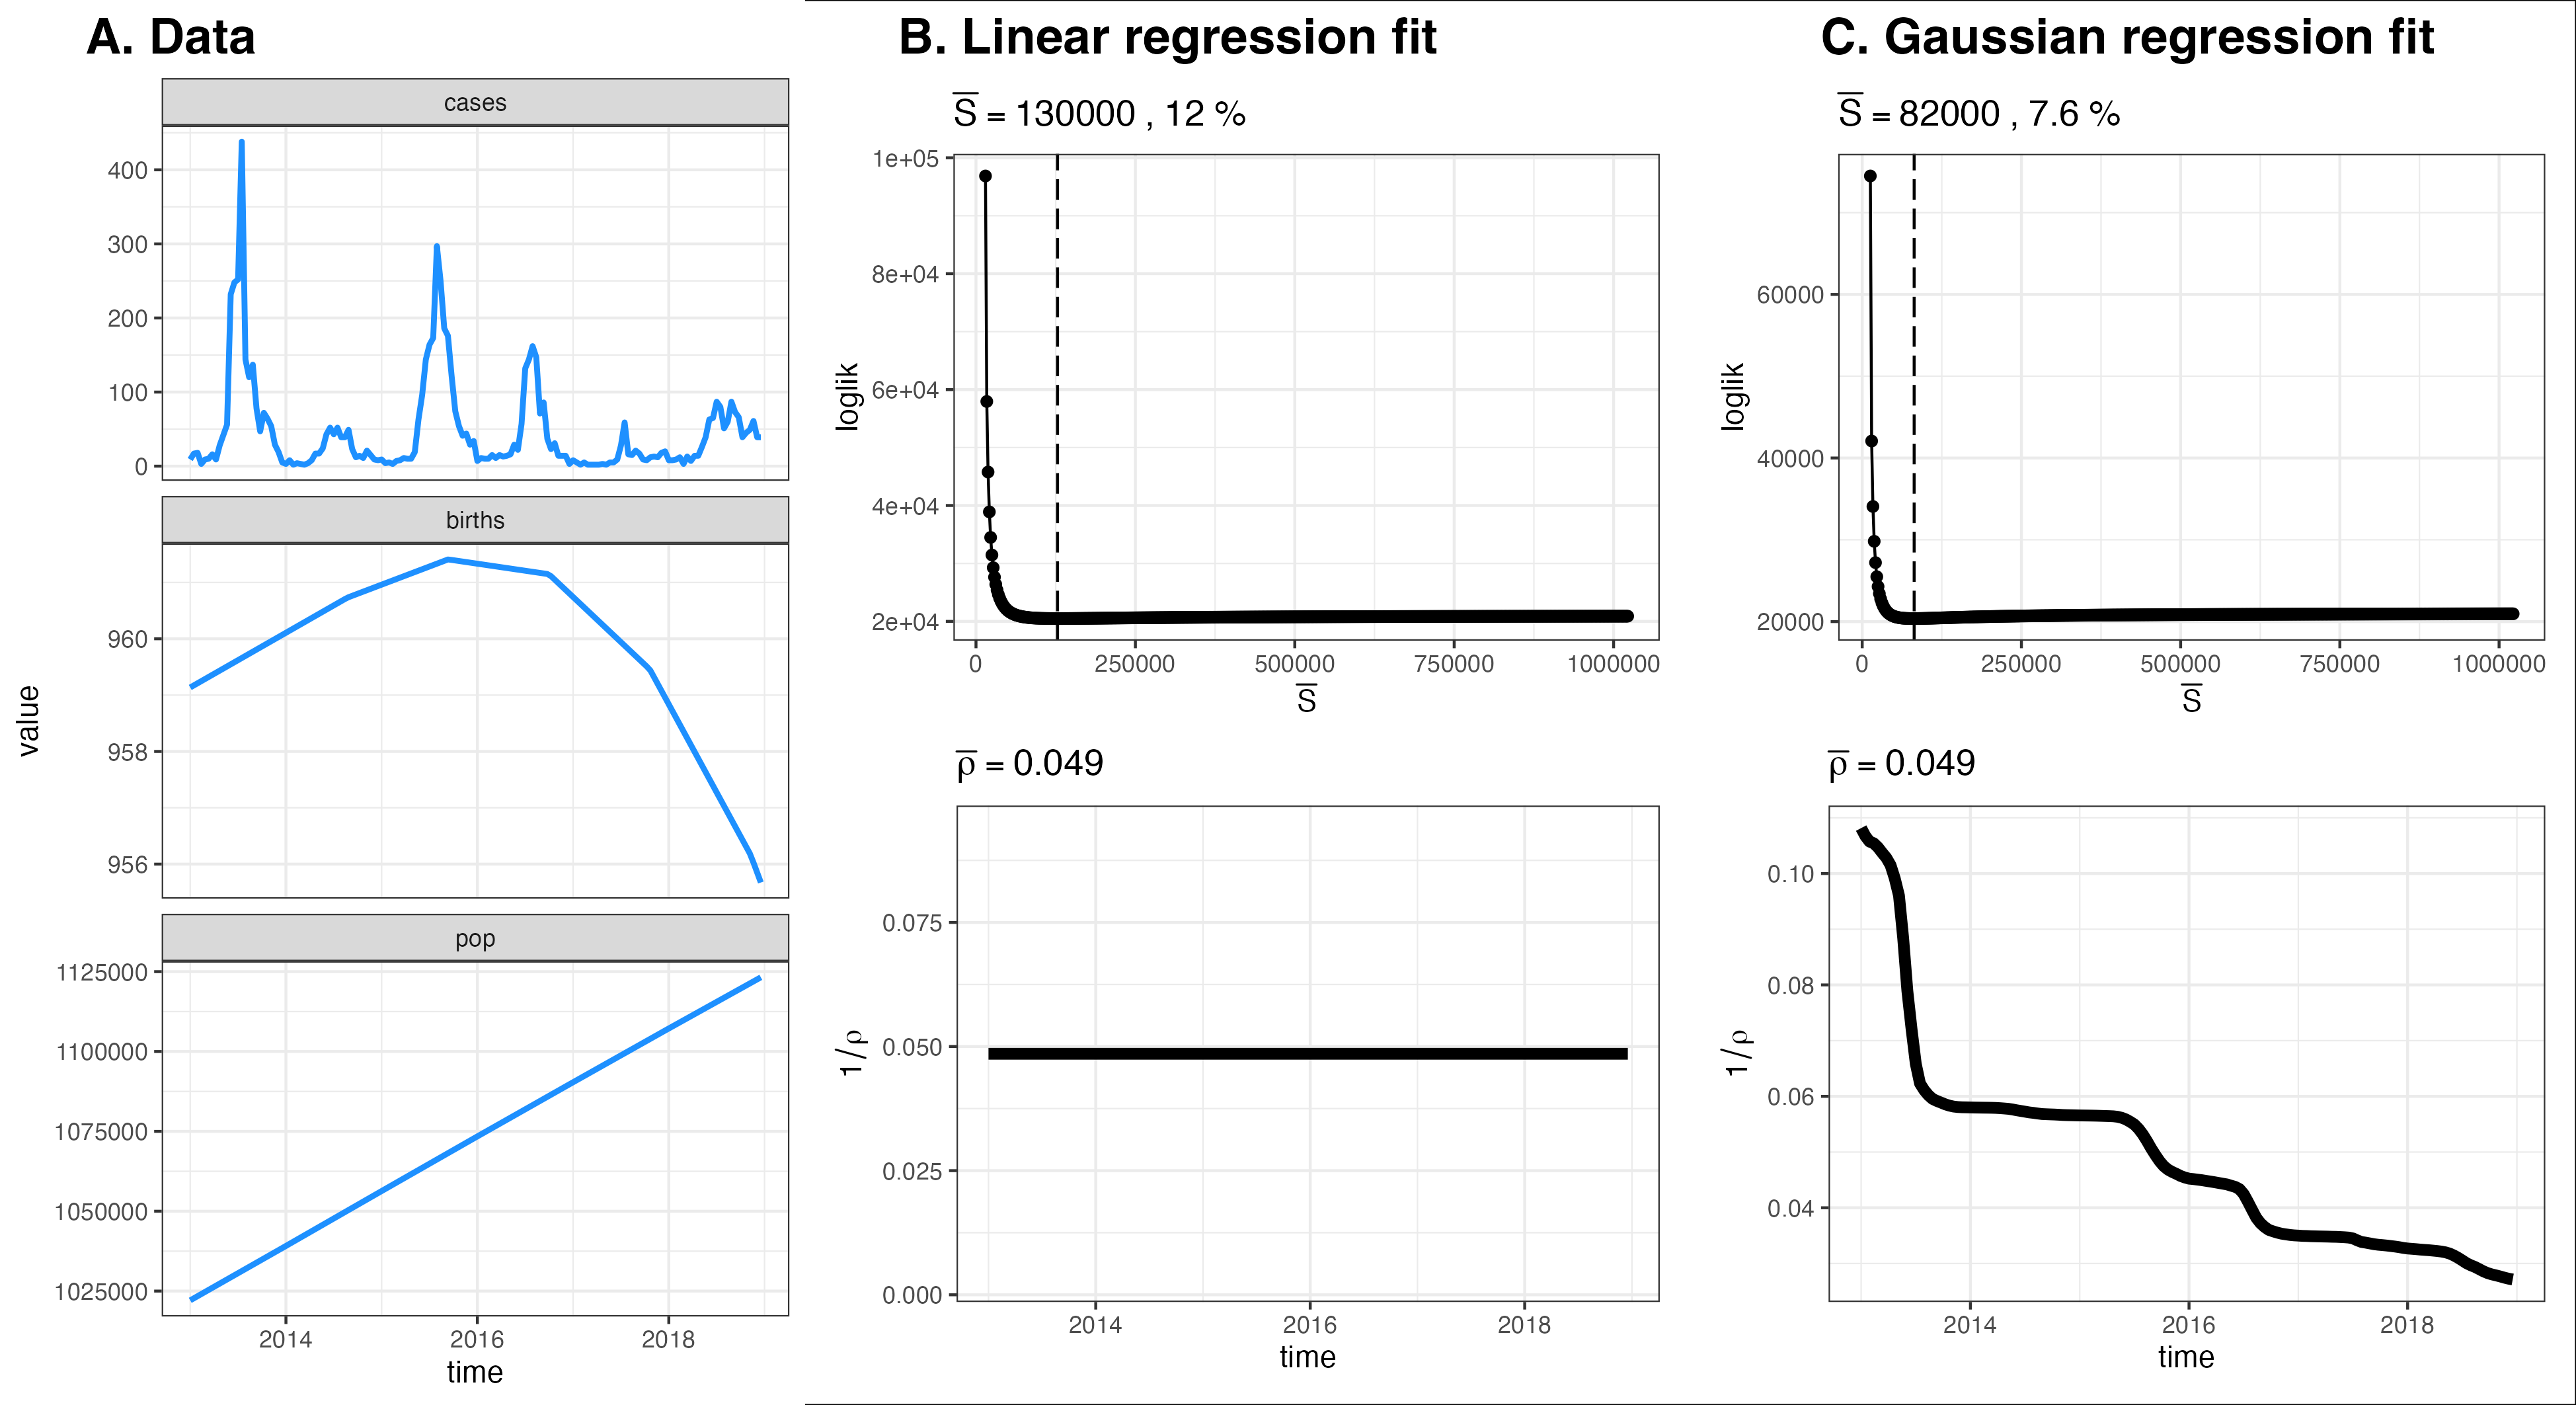 A. Data
cases
400
300
200
100
0
births
960
958
956
pop
1125000
1100000
1075000
1050000
1025000
2014 2016 2018
time
value
B. Linear regression fit
S̅ = 130000 , 12 %
1e+05
8e+04
6e+04
4e+04
2e+04
loglik
0 250000 500000 750000 1000000
S̅
ρ̅ = 0.049
0.075
0.050
0.025
0.000
1/ρ
2014 2016 2018
time
C. Gaussian regression fit
S̅ = 82000 , 7.6 %
60000
40000
20000
loglik
0 250000 500000 750000 1000000
S̅
ρ̅ = 0.049
0.10
0.08
0.06
0.04
1/ρ
2014 2016 2018
time